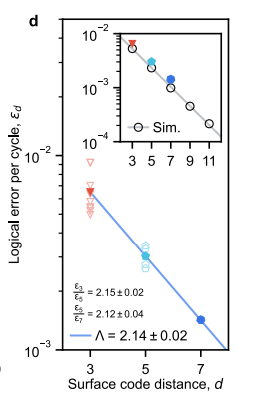 d
Logical error per cycle, ε_d
10⁻²
10⁻³
3 5 7
Surface code distance, d
10⁻²
10⁻³
10⁻⁴
Sim.
3 5 7 9 11
ε₃/ε₅ = 2.15 ± 0.02
ε₅/ε₇ = 2.12 ± 0.04
Λ = 2.14 ± 0.02